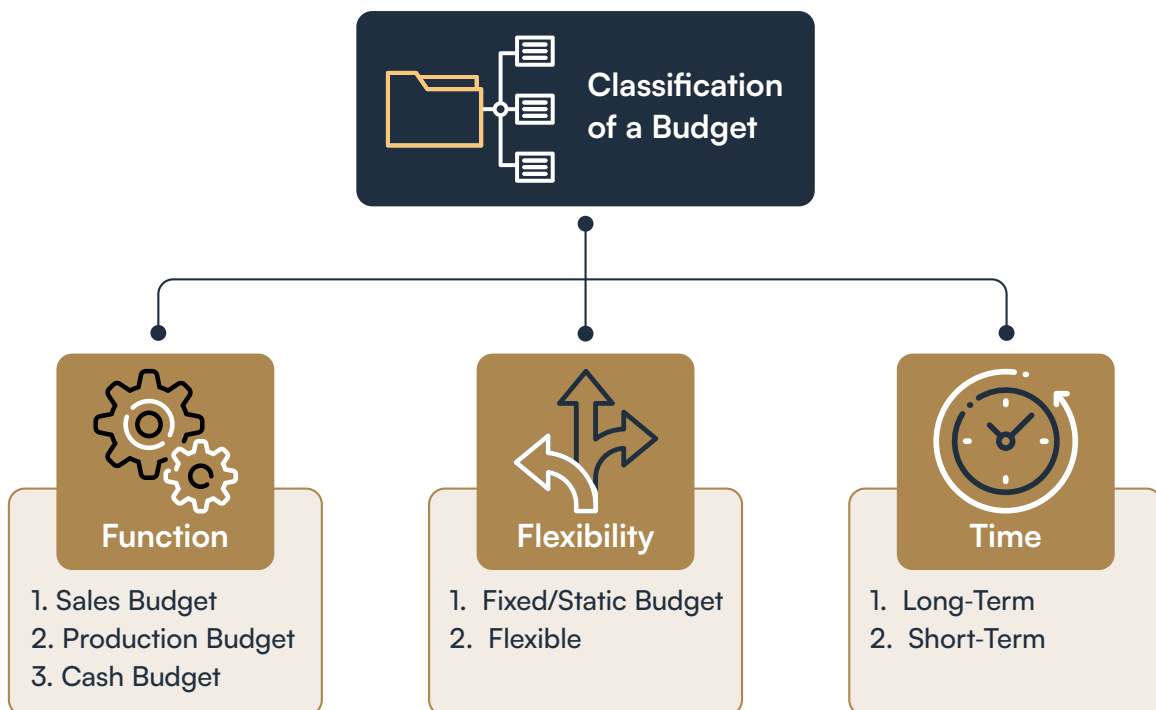 Classification
of a Budget
Function
1. Sales Budget
2. Production Budget
3. Cash Budget
Flexibility
1. Fixed/Static Budget
2. Flexible
Time
1. Long-Term
2. Short-Term